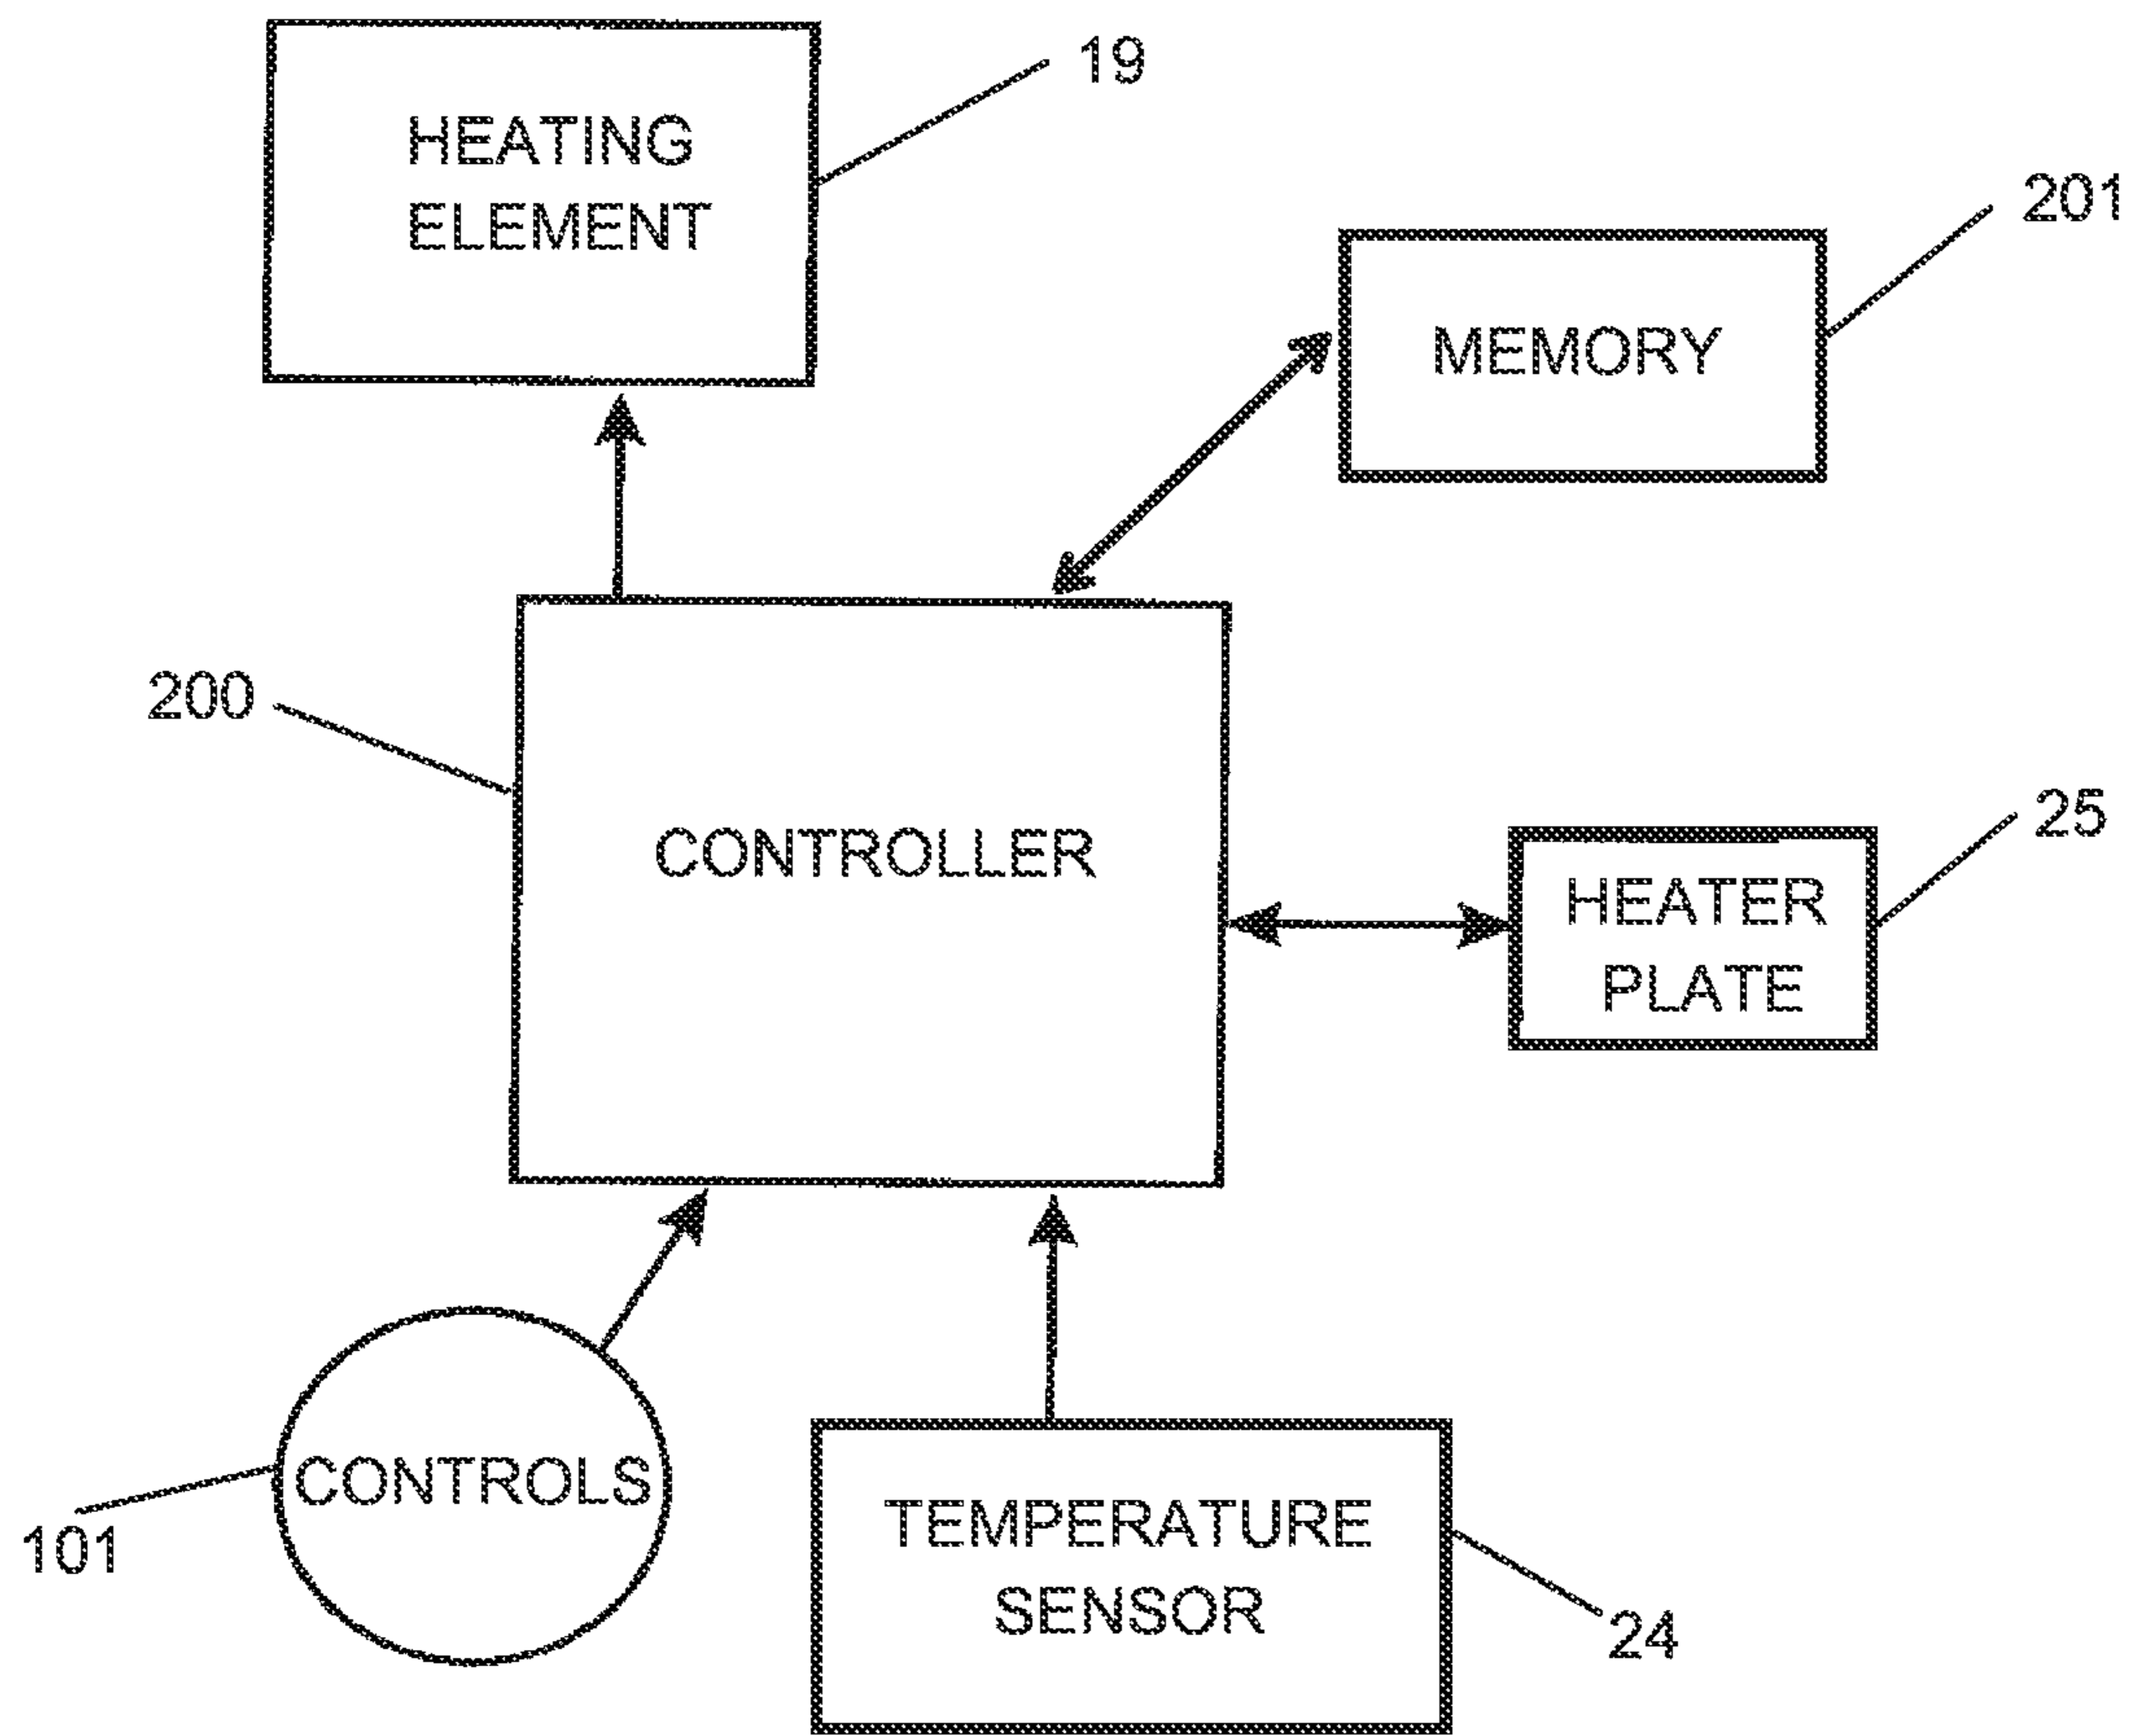 HEATING
ELEMENT
19
MEMORY
201
200
CONTROLLER
HEATER
PLATE
25
CONTROLS
101
TEMPERATURE
SENSOR
24